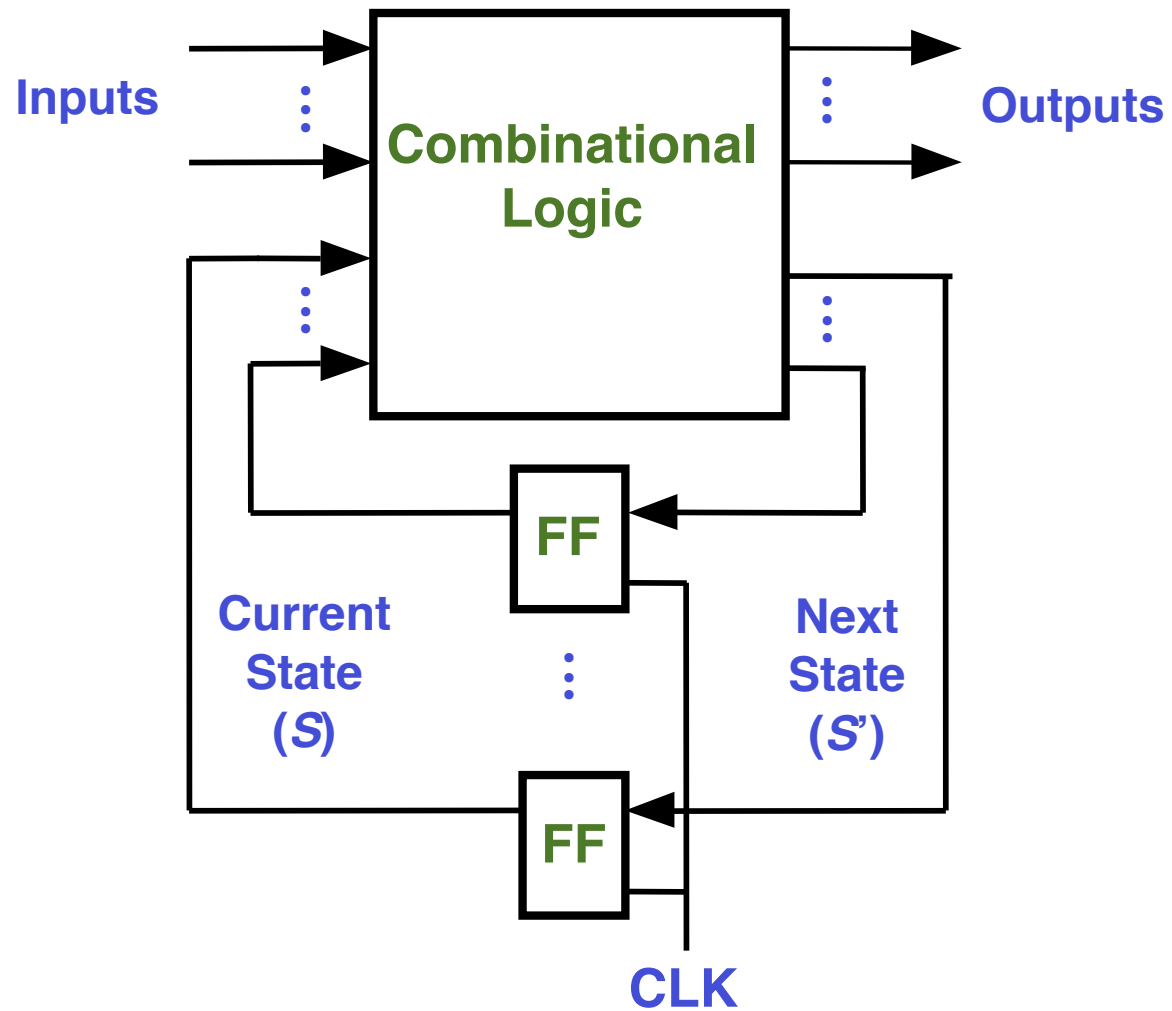 Inputs
Combinational
Logic
Outputs
FF
Current
State
(S)
Next
State
(S’)
FF
CLK